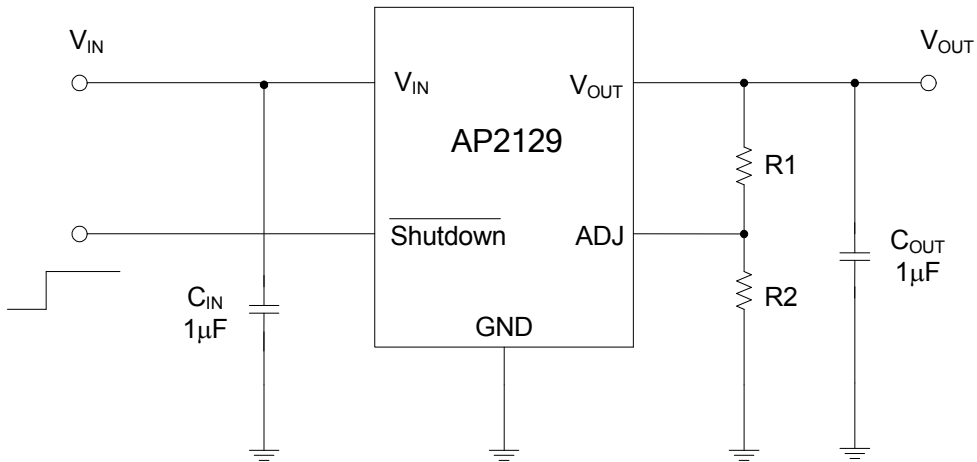 V_IN
V_OUT
V_IN
V_OUT
AP2129
R1
Shutdown
ADJ
C_OUT
1μF
C_IN
1μF
R2
GND